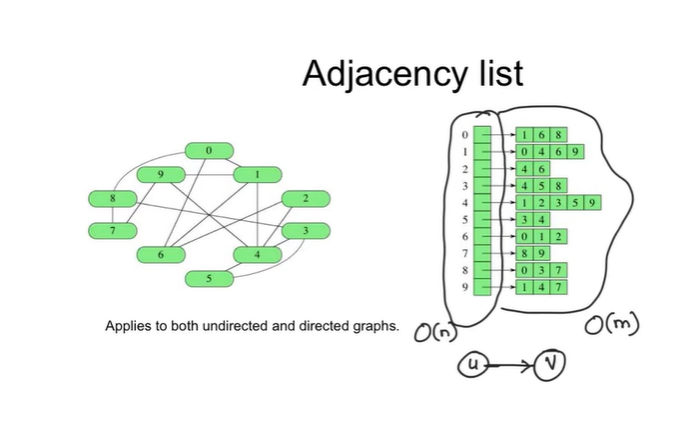 Adjacency list
0
9
1
8
2
7
3
6
4
5
Applies to both undirected and directed graphs.
0 1 6 8
1 0 4 6 9
2 4 6
3 4 5 8
4 1 2 3 5 9
5 3 4
6 0 1 2
7 8 9
8 0 3 7
9 1 4 7
O(n)
O(m)
u v